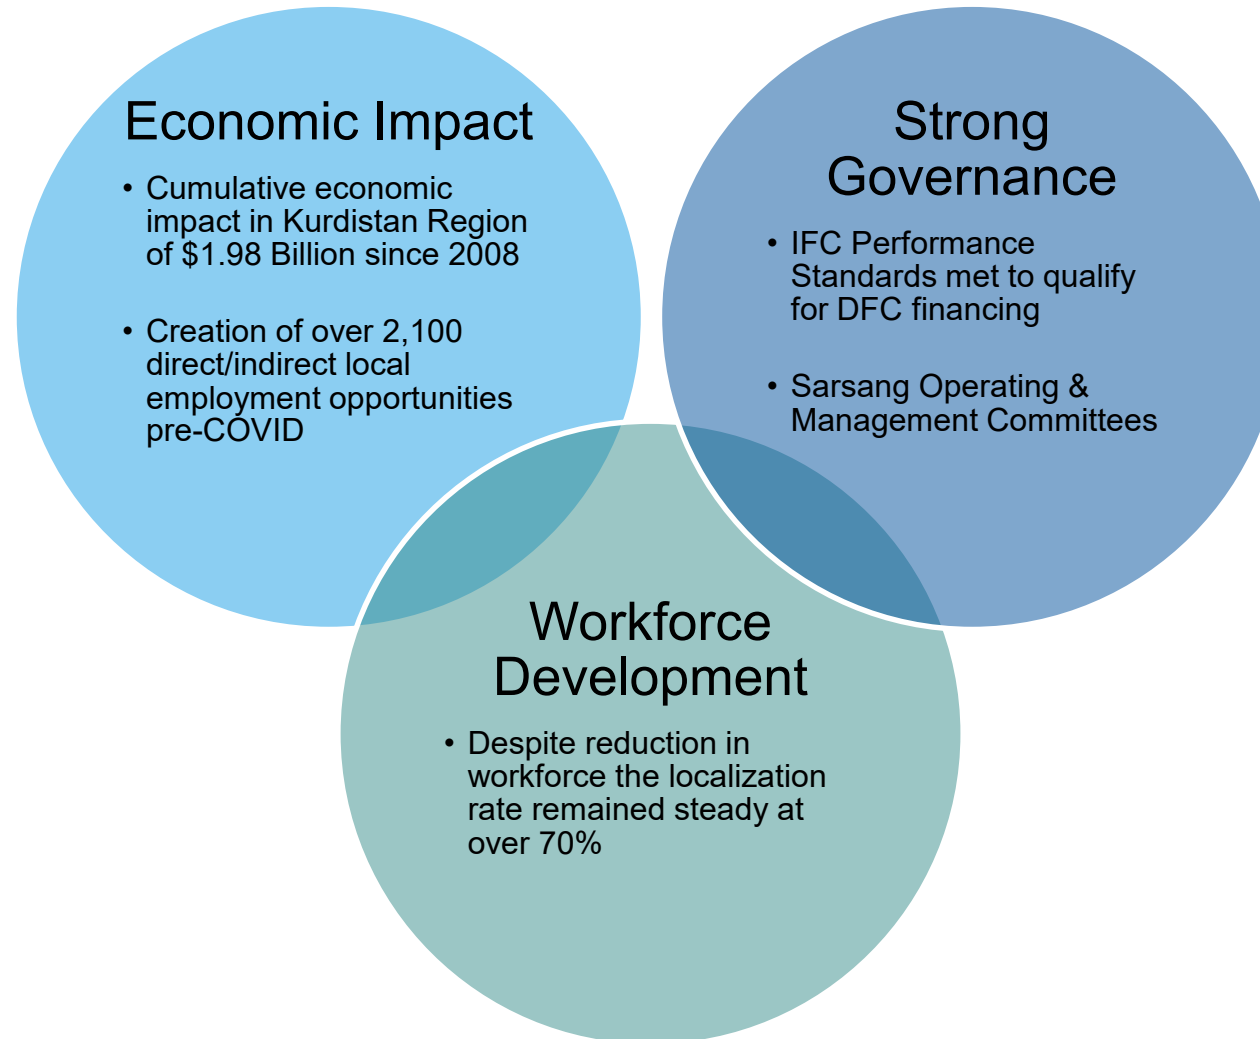 Economic Impact
• Cumulative economic
impact in Kurdistan Region
of $1.98 Billion since 2008
• Creation of over 2,100
direct/indirect local
employment opportunities
pre-COVID
Strong
Governance
• IFC Performance
Standards met to qualify
for DFC financing
• Sarsang Operating &
Management Committees
Workforce
Development
• Despite reduction in
workforce the localization
rate remained steady at
over 70%